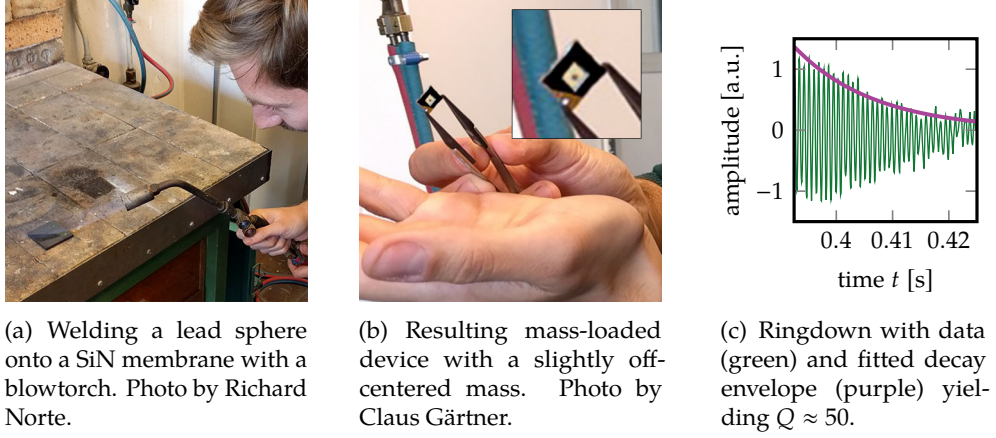 amplitude [a.u.]
1
0
−1
0.4 0.41 0.42
time t [s]
(a) Welding a lead sphere
onto a SiN membrane with a
blowtorch. Photo by Richard
Norte.
(b) Resulting mass-loaded
device with a slightly off-
centered mass. Photo by
Claus Gärtner.
(c) Ringdown with data
(green) and fitted decay
envelope (purple) yiel-
ding Q ≈ 50.